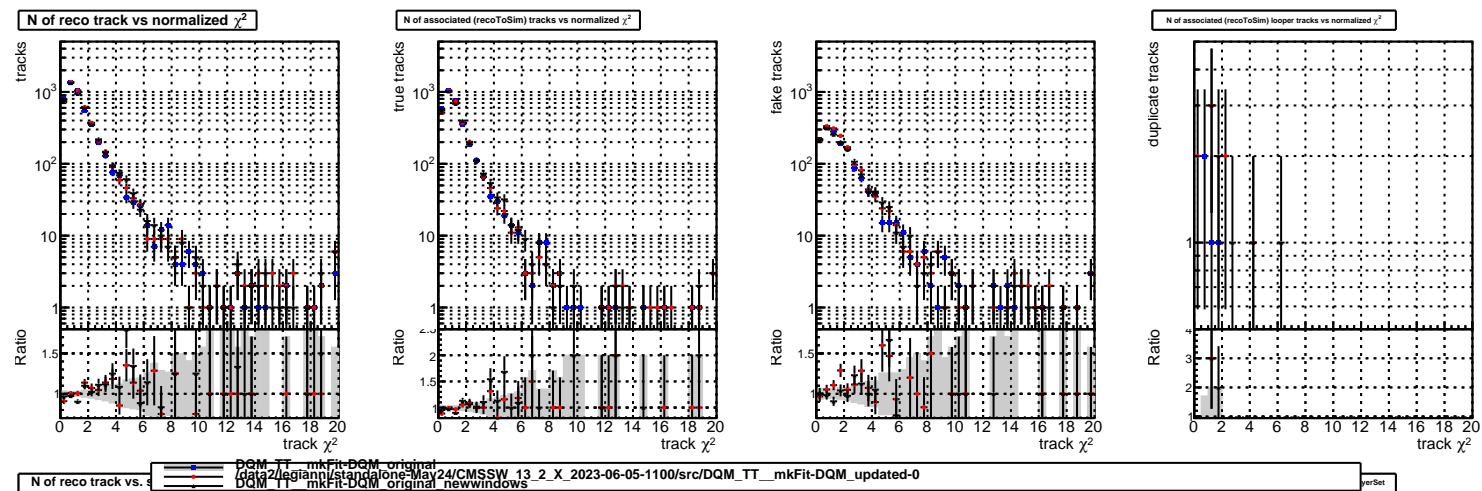 N of reco track vs normalized χ²
N of associated (recoToSim) tracks vs normalized χ²
N of associated (recoToSim) looper tracks vs normalized χ²
tracks
10³
10²
10
1
Ratio
1.5
1
0 2 4 6 8 10 12 14 16 18 20
track χ²
true tracks
10³
10²
10
1
Ratio
2.5
2
1.5
1
0 2 4 6 8 10 12 14 16 18 20
track χ²
fake tracks
10³
10²
10
1
Ratio
1.5
1
0 2 4 6 8 10 12 14 16 18 20
track χ²
duplicate tracks
1
Ratio
4
3
2
1
0 2 4 6 8 10 12 14 16 18 20
track χ²
N of reco track vs. s
DQM_TT__mkFit-DQM_original
/data2/legianni/standalone-May24/CMSSW_13_2_X_2023-06-05-1100/src/DQM_TT__mkFit-DQM_updated-0
DQM_TT__mkFit-DQM_original_newwindows
yerSet